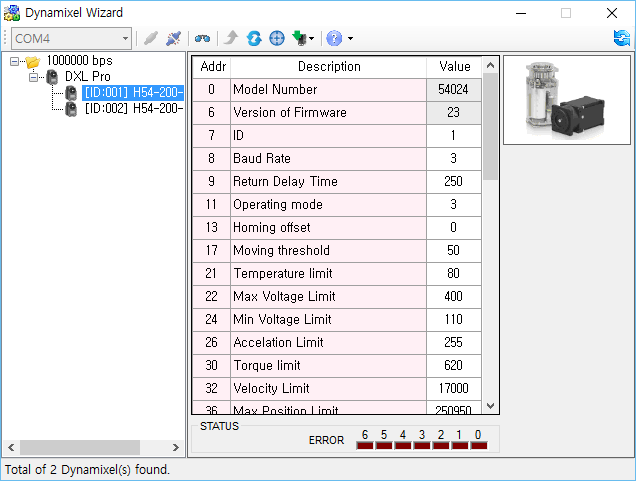 Dynamixel Wizard
COM4
1000000 bps
DXL Pro
[ID:001] H54-200-
[ID:002] H54-200-
Addr Description Value
0 Model Number 54024
6 Version of Firmware 23
7 ID 1
8 Baud Rate 3
9 Return Delay Time 250
11 Operating mode 3
13 Homing offset 0
17 Moving threshold 50
21 Temperature limit 80
22 Max Voltage Limit 400
24 Min Voltage Limit 110
26 Accelation Limit 255
30 Torque limit 620
32 Velocity Limit 17000
36 Max Position Limit 250950
STATUS
ERROR 6 5 4 3 2 1 0
Total of 2 Dynamixel(s) found.